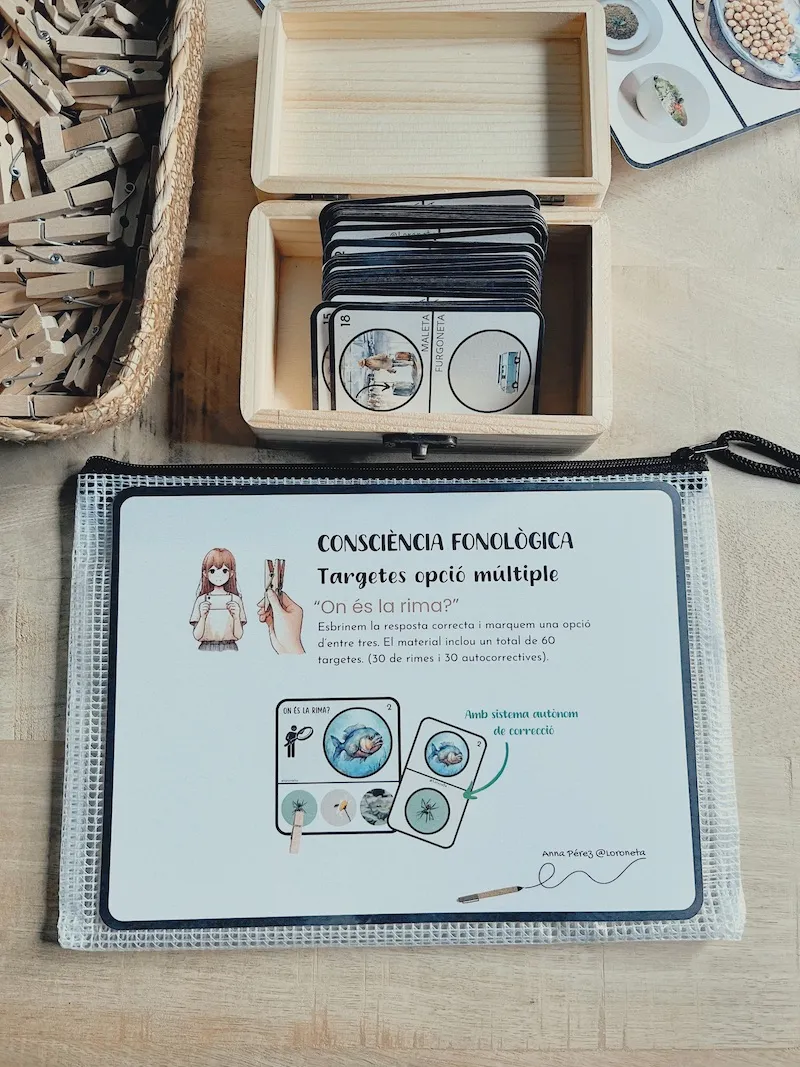 18
15
MALETA
FURGONETA
CONSCIÈNCIA FONOLÒGICA
Targetes opció múltiple
“On és la rima?”
Esbrinem la resposta correcta i marquem una opció
d'entre tres. El material inclou un total de 60
targetes. (30 de rimes i 30 autocorrectives).
ON ÉS LA RIMA?
2
2
Amb sistema autònom
de correcció
Anna Pérez @Loroneta